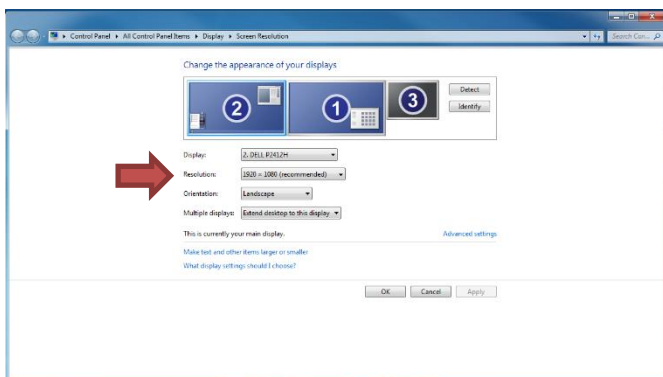 Control Panel ▸ All Control Panel Items ▸ Display ▸ Screen Resolution
Search Con...
Change the appearance of your displays
2
1
3
Detect
Identify
Display: 2. DELL P2412H
Resolution: 1920 × 1080 (recommended)
Orientation: Landscape
Multiple displays: Extend desktop to this display
This is currently your main display.
Advanced settings
Make text and other items larger or smaller
What display settings should I choose?
OK
Cancel
Apply